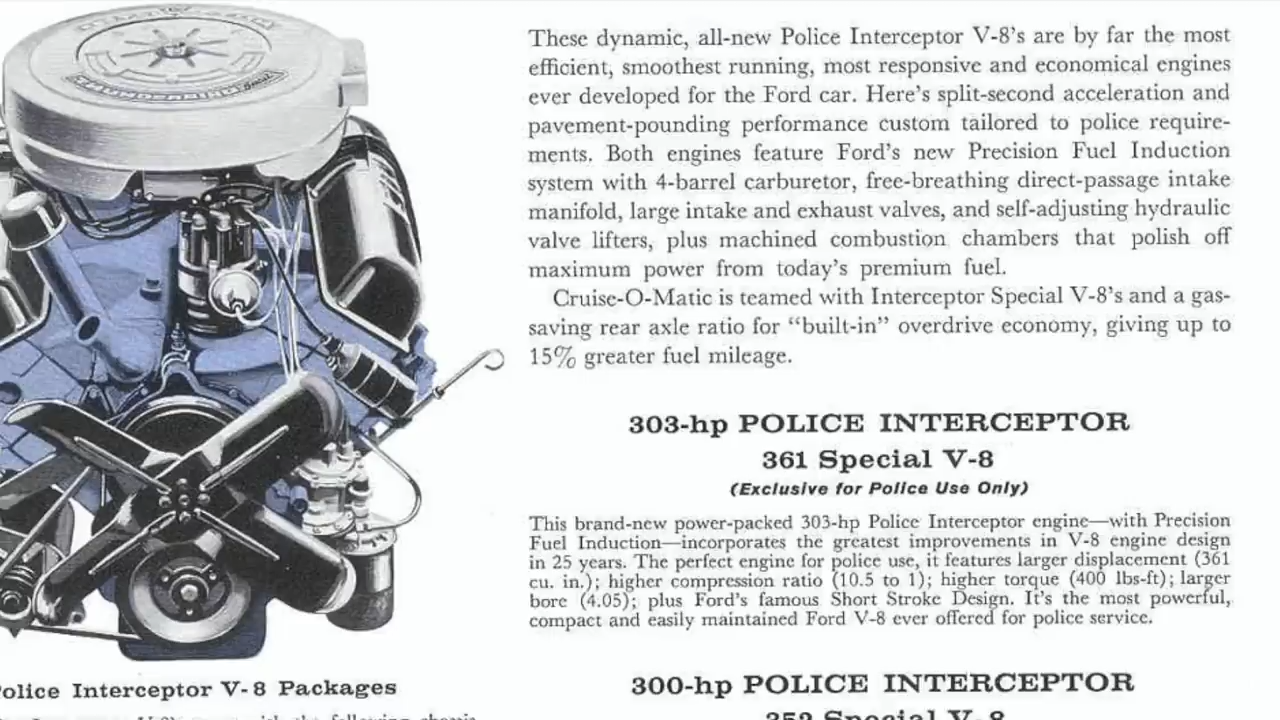 These dynamic, all-new Police Interceptor V-8's are by far the most
efficient, smoothest running, most responsive and economical engines
ever developed for the Ford car. Here's split-second acceleration and
pavement-pounding performance custom tailored to police require-
ments. Both engines feature Ford's new Precision Fuel Induction
system with 4-barrel carburetor, free-breathing direct-passage intake
manifold, large intake and exhaust valves, and self-adjusting hydraulic
valve lifters, plus machined combustion chambers that polish off
maximum power from today's premium fuel.
Cruise-O-Matic is teamed with Interceptor Special V-8's and a gas-
saving rear axle ratio for “built-in” overdrive economy, giving up to
15% greater fuel mileage.
303-hp POLICE INTERCEPTOR
361 Special V-8
(Exclusive for Police Use Only)
This brand-new power-packed 303-hp Police Interceptor engine—with Precision
Fuel Induction—incorporates the greatest improvements in V-8 engine design
in 25 years. The perfect engine for police use, it features larger displacement (361
cu. in.); higher compression ratio (10.5 to 1); higher torque (400 lbs-ft); larger
bore (4.05); plus Ford's famous Short Stroke Design. It's the most powerful,
compact and easily maintained Ford V-8 ever offered for police service.
300-hp POLICE INTERCEPTOR
352 Special V-8
olice Interceptor V-8 Packages